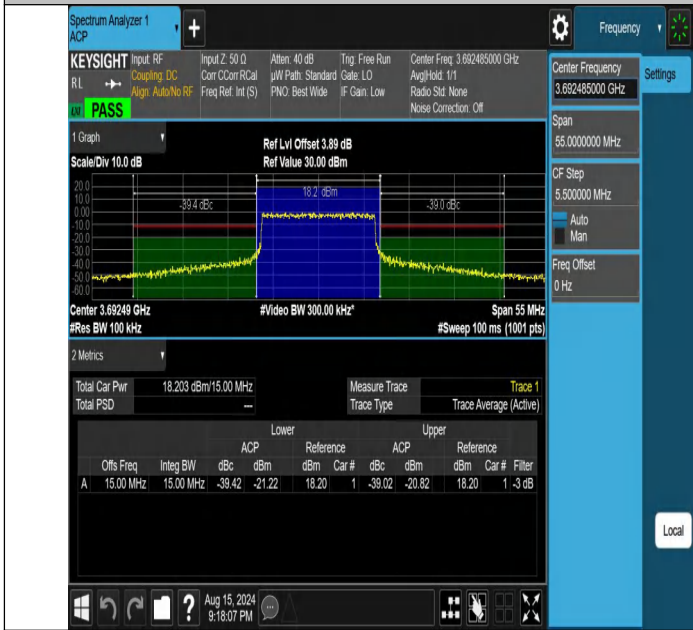 Spectrum Analyzer 1
ACP
Frequency
KEYSIGHT Input: RF Input Z: 50 Ω Atten: 40 dB Trig: Free Run Center Freq: 3.692485000 GHz
RL Coupling: DC Corr CCorr RCal µW Path: Standard Gate: LO Avg|Hold: 1/1
Align: Auto/No RF Freq Ref: Int (S) PNO: Best Wide IF Gain: Low Radio Std: None
PASS Noise Correction: Off
Center Frequency
3.692485000 GHz
Settings
Span
55.0000000 MHz
CF Step
5.500000 MHz
Auto
Man
Freq Offset
0 Hz
Local
1 Graph
Ref Lvl Offset 3.89 dB
Scale/Div 10.0 dB Ref Value 30.00 dBm
20.0
10.0
0.00
-10.0
-20.0
-30.0
-40.0
-50.0
-60.0
-39.4 dBc 18.2 dBm -39.0 dBc
Center 3.69249 GHz #Video BW 300.00 kHz* Span 55 MHz
#Res BW 100 kHz #Sweep 100 ms (1001 pts)
2 Metrics
Total Car Pwr 18.203 dBm/15.00 MHz Measure Trace Trace 1
Total PSD --- Trace Type Trace Average (Active)
Lower Upper
ACP Reference ACP Reference
Offs Freq Integ BW dBc dBm dBm Car # dBc dBm dBm Car # Filter
A 15.00 MHz 15.00 MHz -39.42 -21.22 18.20 1 -39.02 -20.82 18.20 1 -3 dB
Aug 15, 2024
9:18:07 PM